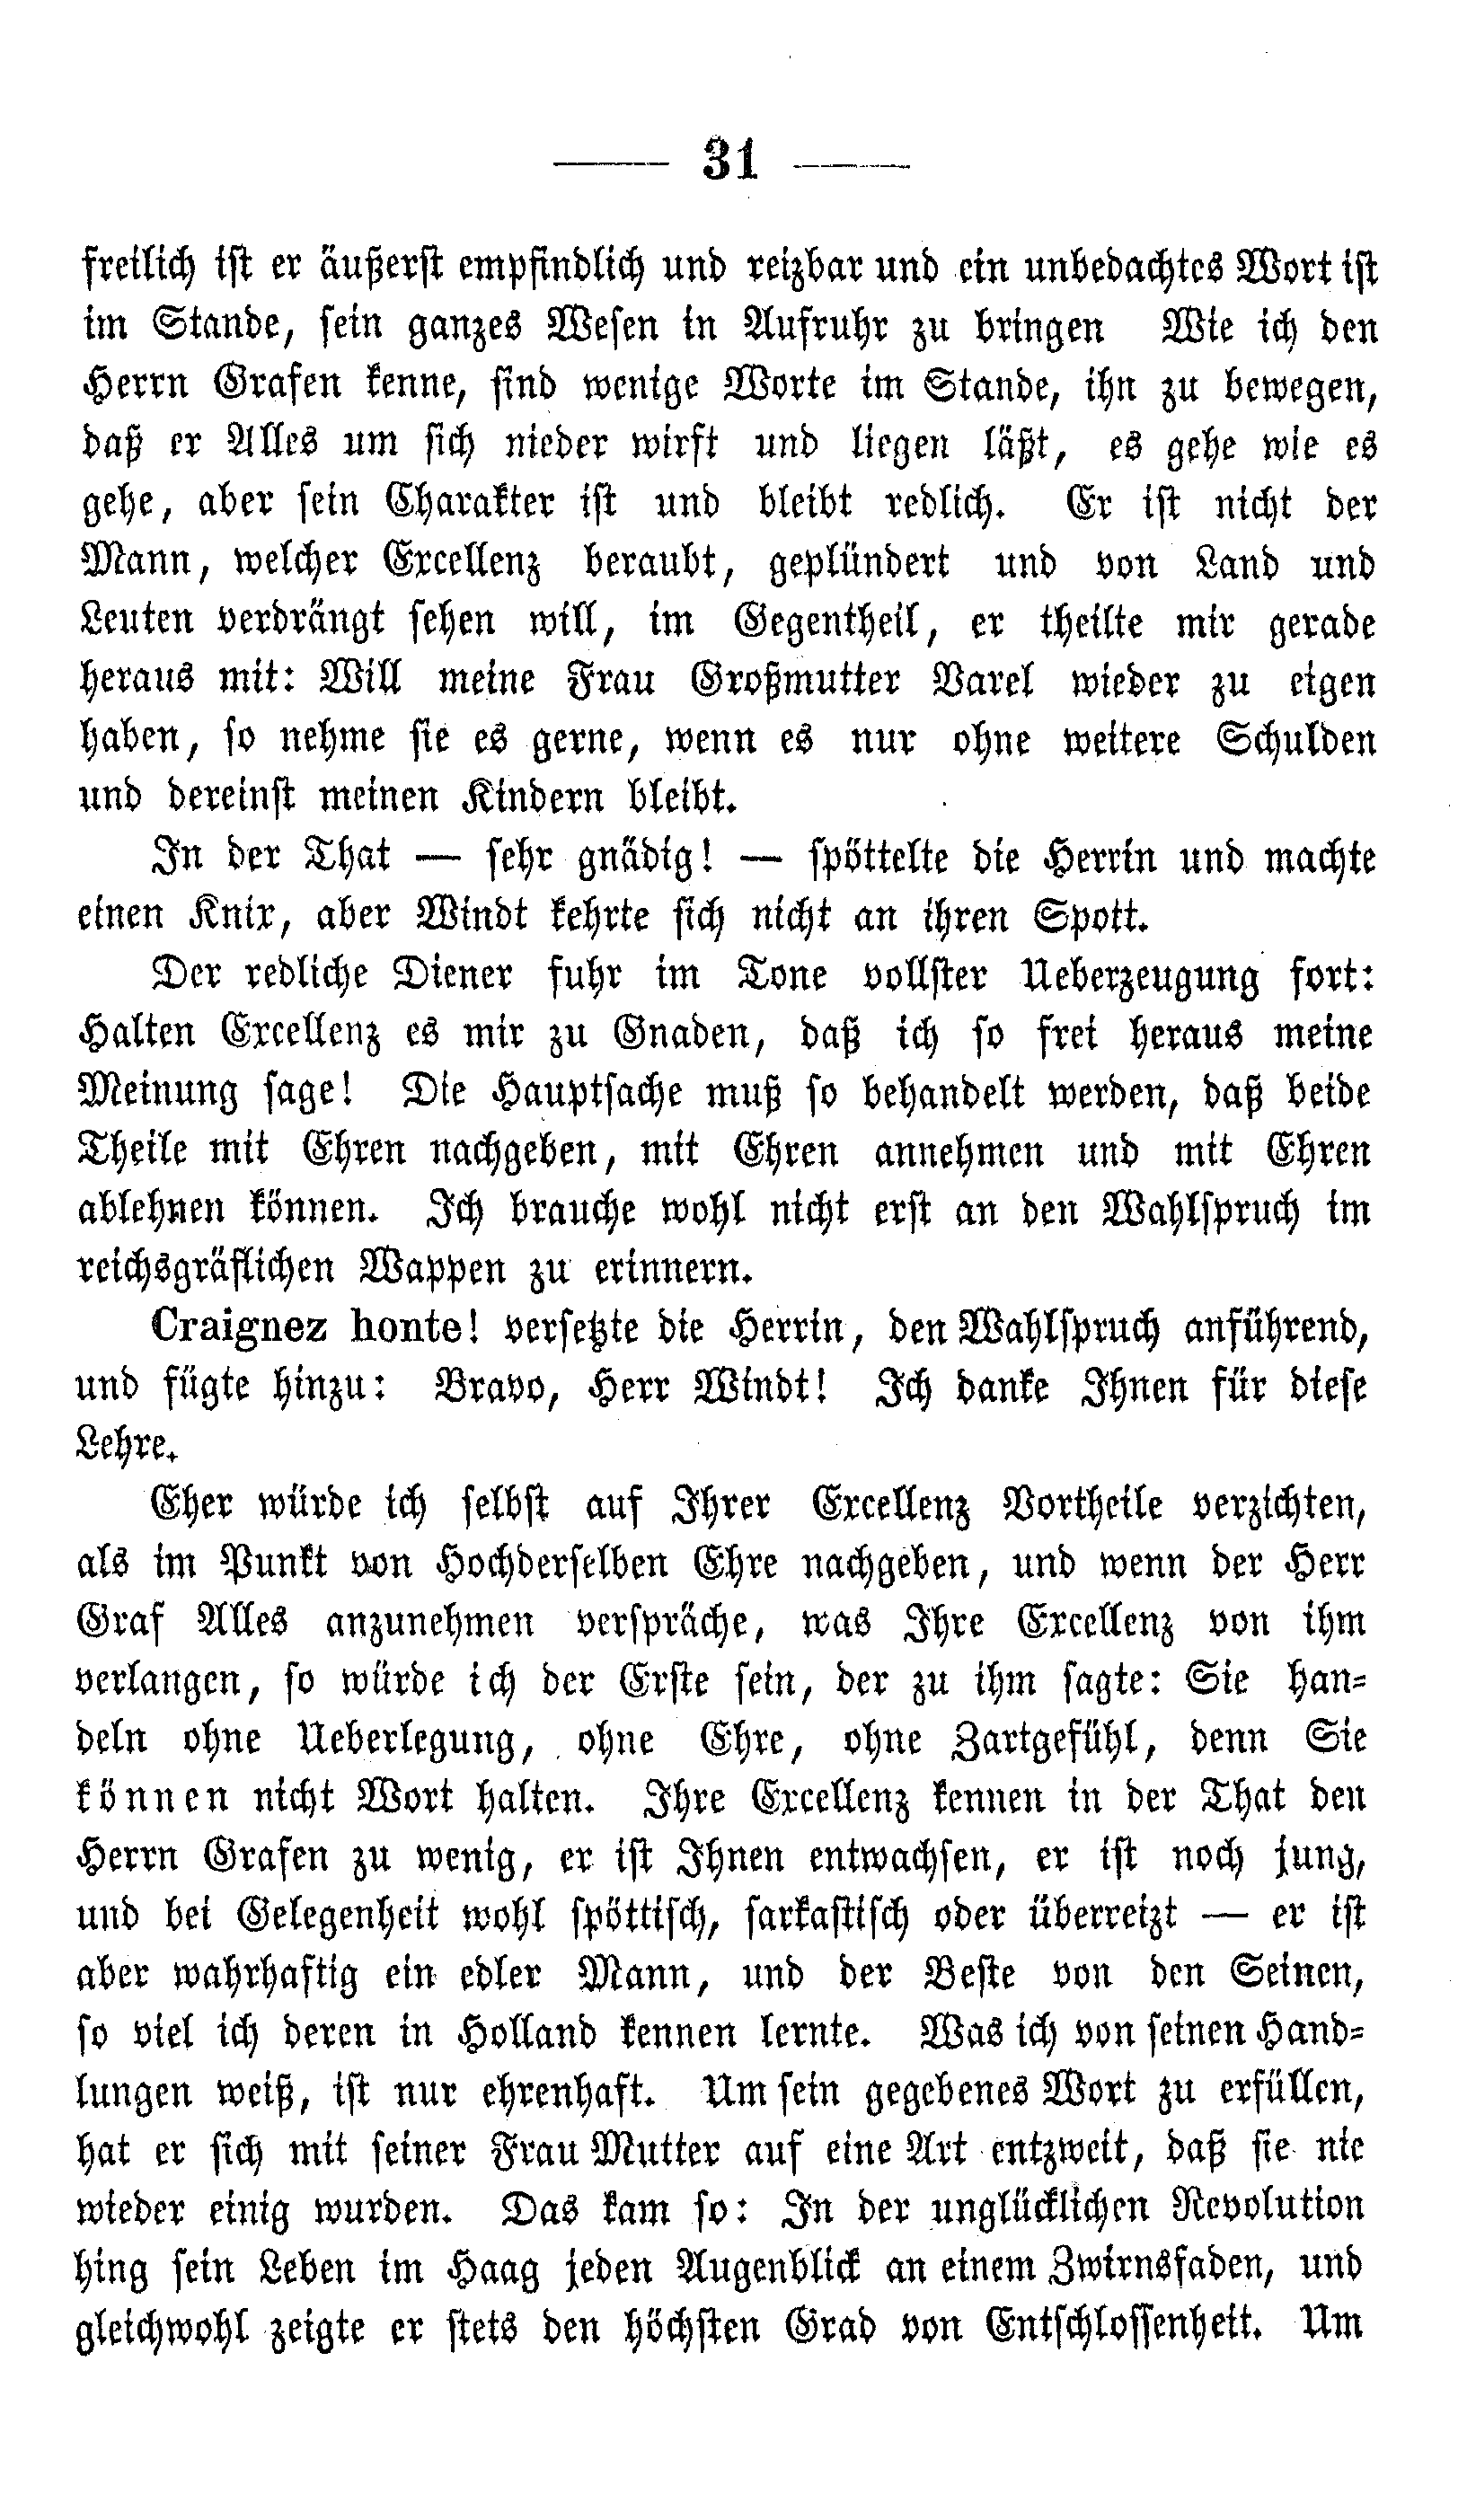 — 31 —
freilich ist er äußerst empfindlich und reizbar und ein unbedachtes Wort ist
im Stande, sein ganzes Wesen in Aufruhr zu bringen Wie ich den
Herrn Grafen kenne, sind wenige Worte im Stande, ihn zu bewegen,
daß er Alles um sich nieder wirft und liegen läßt, es gehe wie es
gehe, aber sein Charakter ist und bleibt redlich. Er ist nicht der
Mann, welcher Excellenz beraubt, geplündert und von Land und
Leuten verdrängt sehen will, im Gegentheil, er theilte mir gerade
heraus mit: Will meine Frau Großmutter Varel wieder zu eigen
haben, so nehme sie es gerne, wenn es nur ohne weitere Schulden
und dereinst meinen Kindern bleibt.
In der That — sehr gnädig! — spöttelte die Herrin und machte
einen Knix, aber Windt kehrte sich nicht an ihren Spott.
Der redliche Diener fuhr im Tone vollster Ueberzeugung fort:
Halten Excellenz es mir zu Gnaden, daß ich so frei heraus meine
Meinung sage! Die Hauptsache muß so behandelt werden, daß beide
Theile mit Ehren nachgeben, mit Ehren annehmen und mit Ehren
ablehnen können. Ich brauche wohl nicht erst an den Wahlspruch im
reichsgräflichen Wappen zu erinnern.
Craignez honte! versetzte die Herrin, den Wahlspruch anführend,
und fügte hinzu: Bravo, Herr Windt! Ich danke Ihnen für diese
Lehre.
Eher würde ich selbst auf Ihrer Excellenz Vortheile verzichten,
als im Punkt von Hochderselben Ehre nachgeben, und wenn der Herr
Graf Alles anzunehmen verspräche, was Ihre Excellenz von ihm
verlangen, so würde ich der Erste sein, der zu ihm sagte: Sie han-
deln ohne Ueberlegung, ohne Ehre, ohne Zartgefühl, denn Sie
können nicht Wort halten. Ihre Excellenz kennen in der That den
Herrn Grafen zu wenig, er ist Ihnen entwachsen, er ist noch jung,
und bei Gelegenheit wohl spöttisch, sarkastisch oder überreizt — er ist
aber wahrhaftig ein edler Mann, und der Beste von den Seinen,
so viel ich deren in Holland kennen lernte. Was ich von seinen Hand-
lungen weiß, ist nur ehrenhaft. Um sein gegebenes Wort zu erfüllen,
hat er sich mit seiner Frau Mutter auf eine Art entzweit, daß sie nie
wieder einig wurden. Das kam so: In der unglücklichen Revolution
hing sein Leben im Haag jeden Augenblick an einem Zwirnsfaden, und
gleichwohl zeigte er stets den höchsten Grad von Entschlossenheit. Um